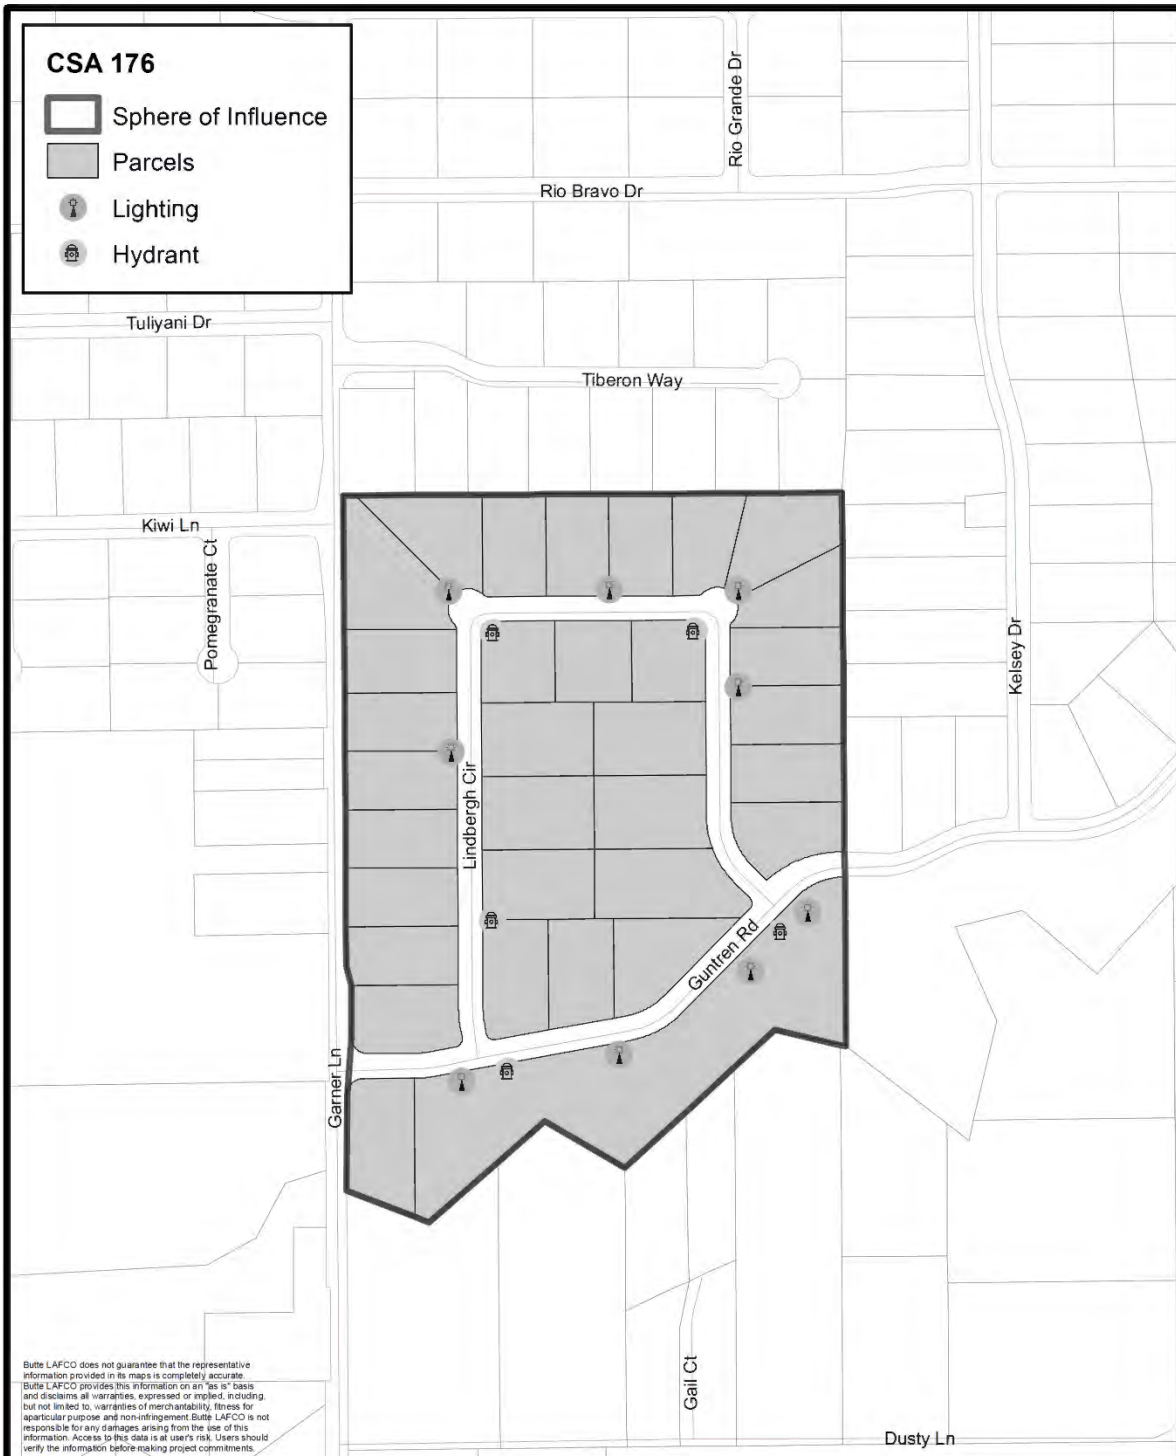 CSA 176
Sphere of Influence
Parcels
Lighting
Hydrant
Rio Grande Dr
Rio Bravo Dr
Tuliyani Dr
Tiberon Way
Kiwi Ln
Pomegranate Ct
Kelsey Dr
Lindbergh Cir
Guntren Rd
Garner Ln
Gail Ct
Dusty Ln
Butte LAFCO does not guarantee that the representative
information provided in its maps is completely accurate.
Butte LAFCO provides this information on an "as is" basis
and disclaims all warranties, expressed or implied, including,
but not limited to, warranties of merchantability, fitness for
aparticular purpose and non-infringement.Butte LAFCO is not
responsible for any damages arising from the use of this
information. Access to this data is at user's risk. Users should
verify the information before making project commitments.